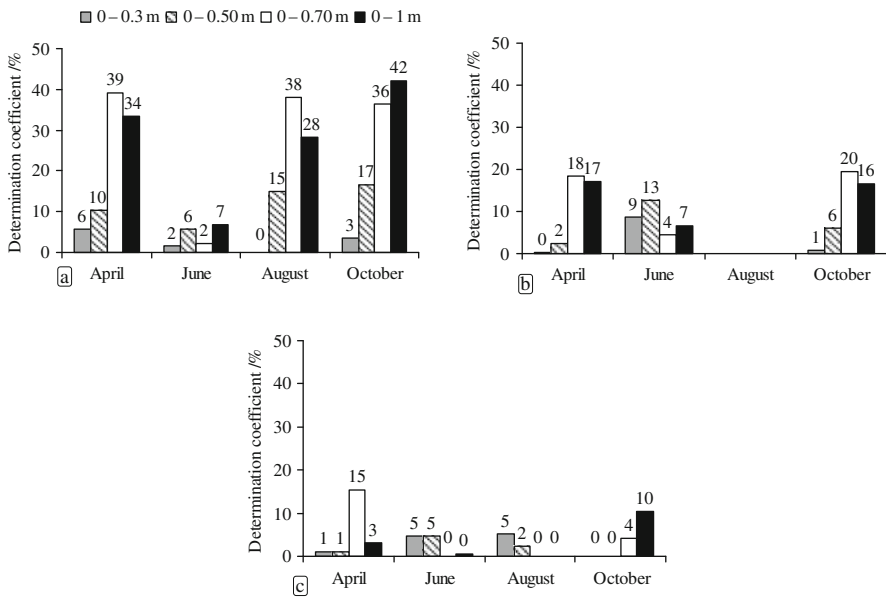 0 – 0.3 m 0 – 0.50 m 0 – 0.70 m 0 – 1 m
Determination coefficient /%
50
40
30
20
10
0
6 10 39 34
2 6 2 7
0 15 38 28
3 17 36 42
a April June August October
Determination coefficient /%
50
40
30
20
10
0
0 2 18 17
9 13 4 7
1 6 20 16
b April June August October
Determination coefficient /%
50
40
30
20
10
0
1 1 15 3
5 5 0 0
5 2 0 0
0 0 4 10
c April June August October